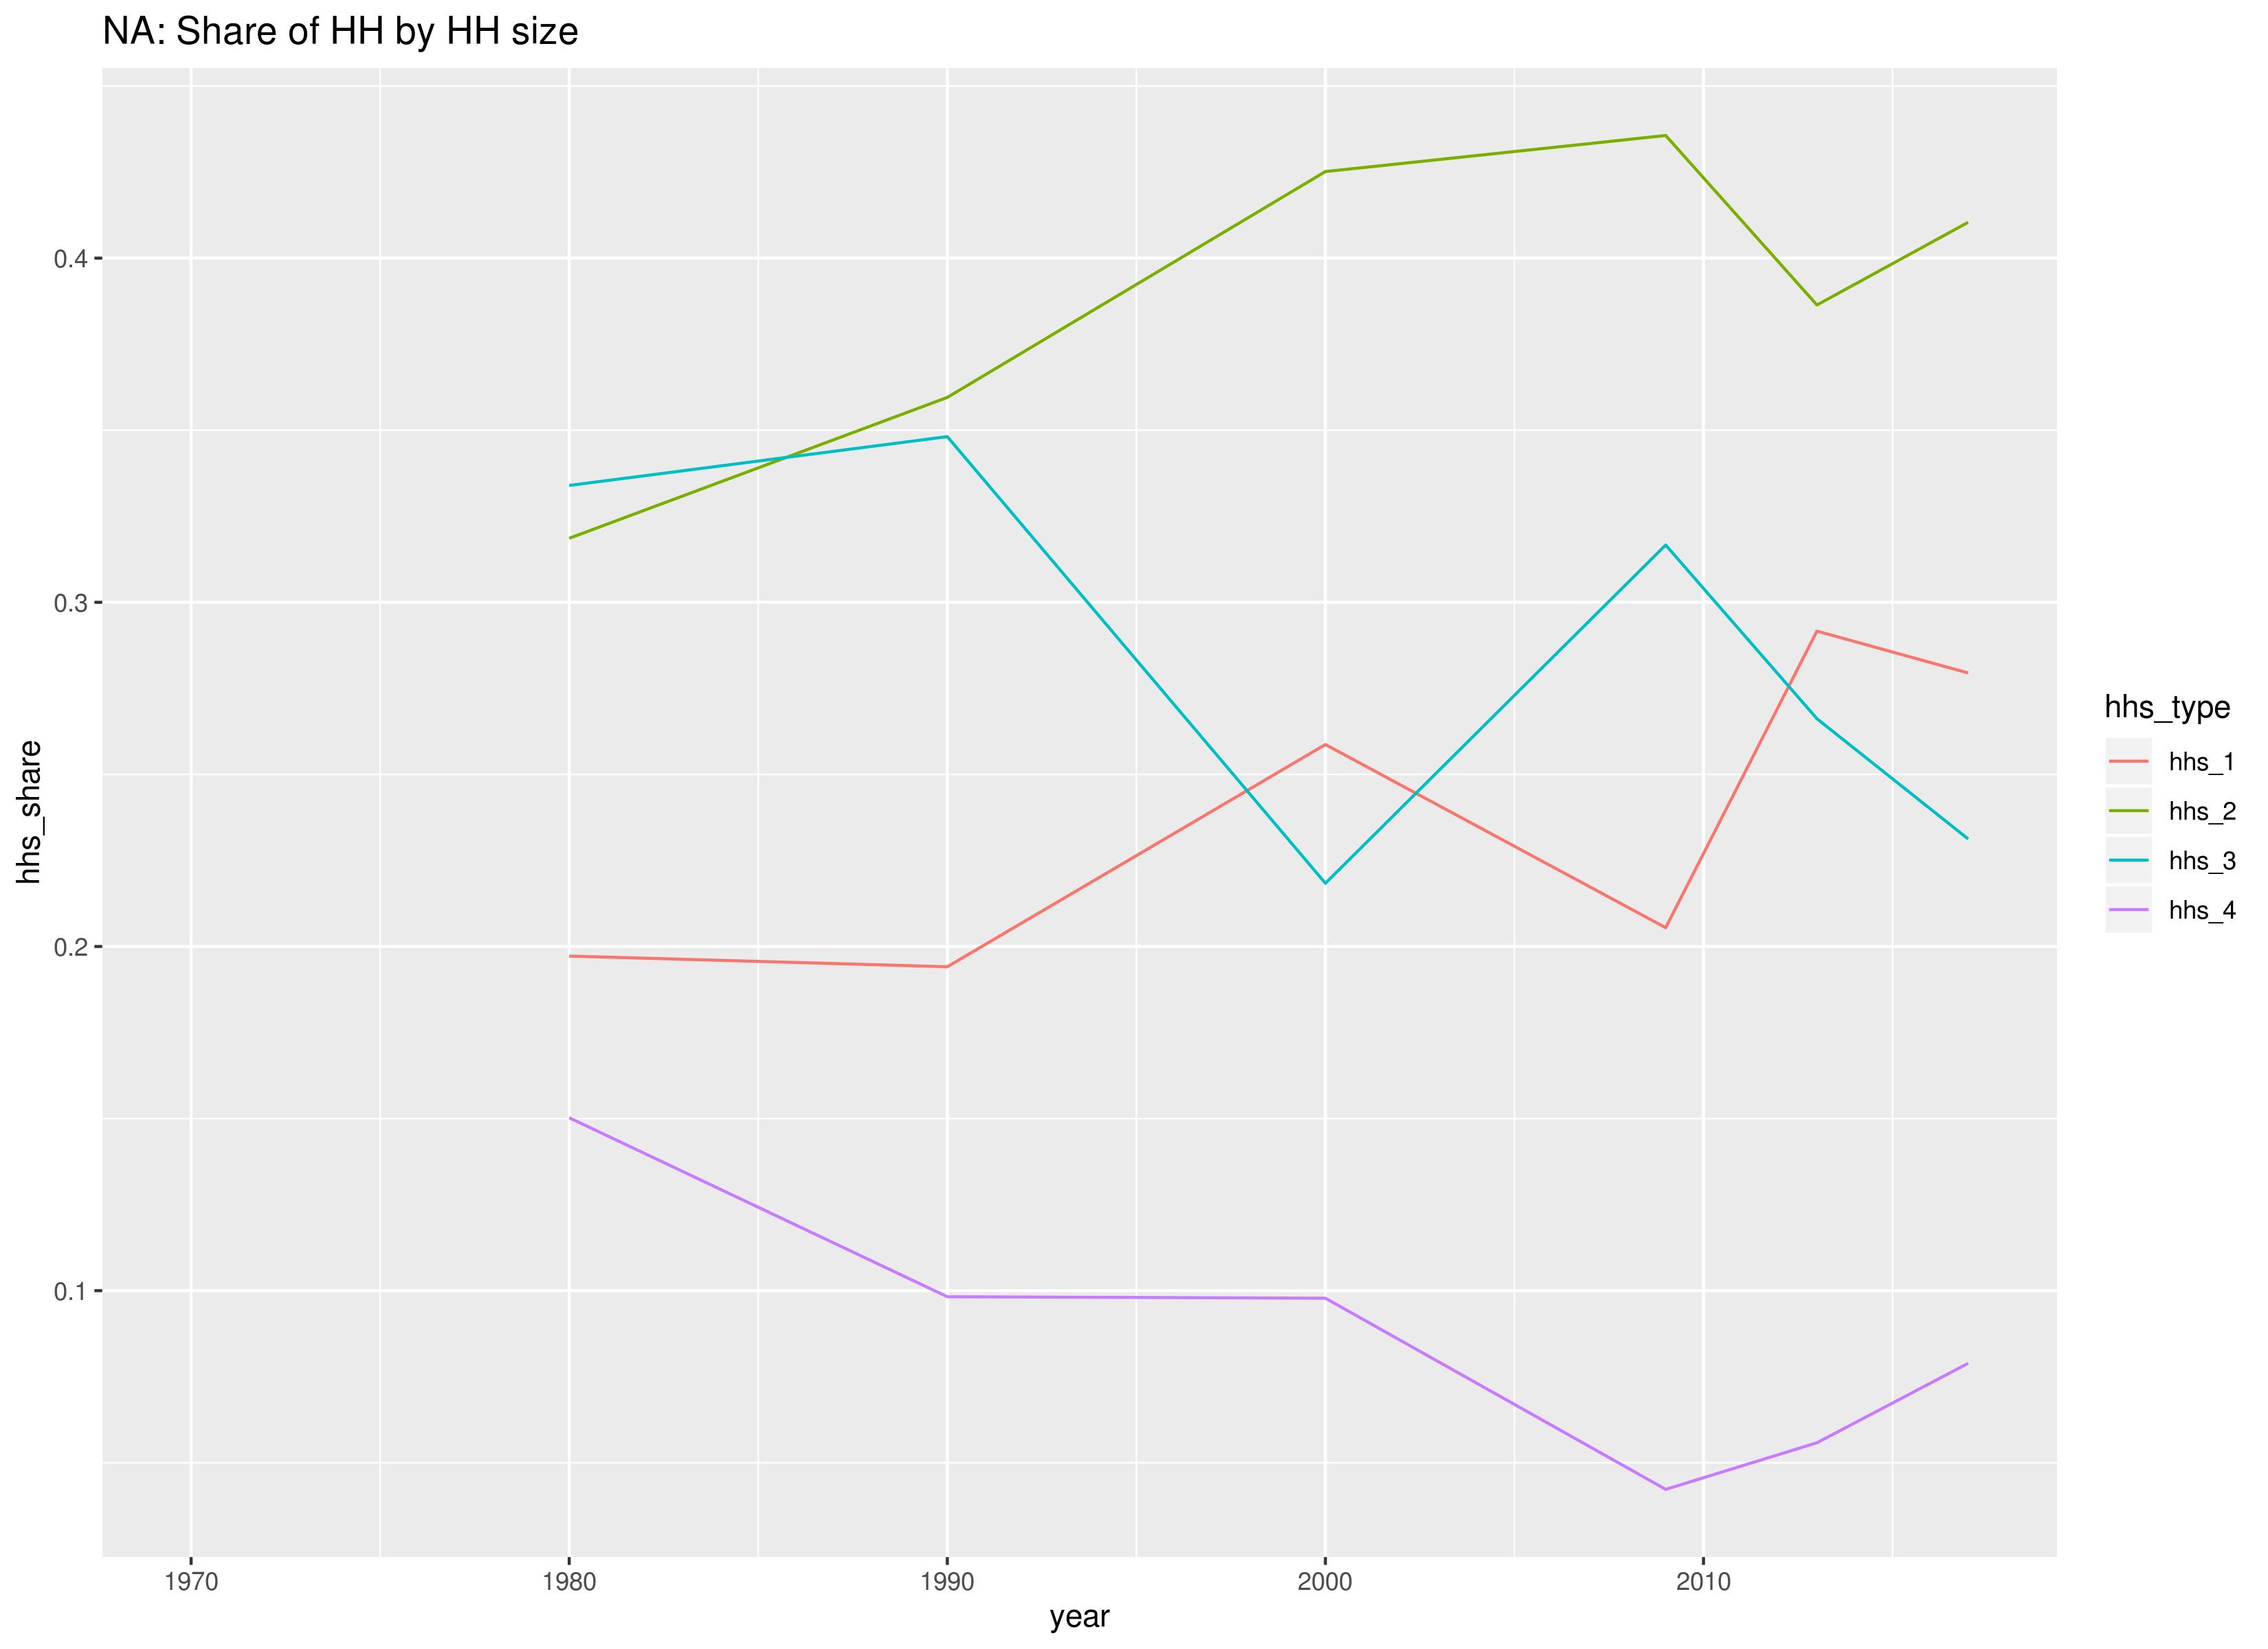 NA: Share of HH by HH size
hhs_share
0.4
0.3
0.2
0.1
1970 1980 1990 2000 2010
year
hhs_type
hhs_1
hhs_2
hhs_3
hhs_4